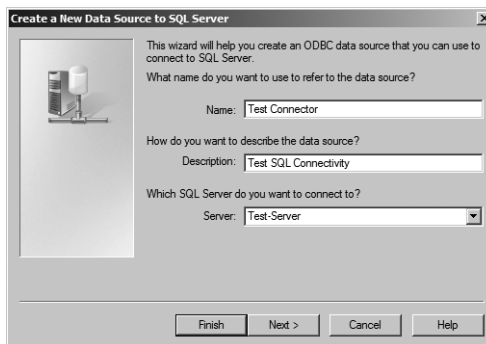 Create a New Data Source to SQL Server
This wizard will help you create an ODBC data source that you can use to
connect to SQL Server.
What name do you want to use to refer to the data source?
Name: Test Connector
How do you want to describe the data source?
Description: Test SQL Connectivity
Which SQL Server do you want to connect to?
Server: Test-Server
Finish Next > Cancel Help